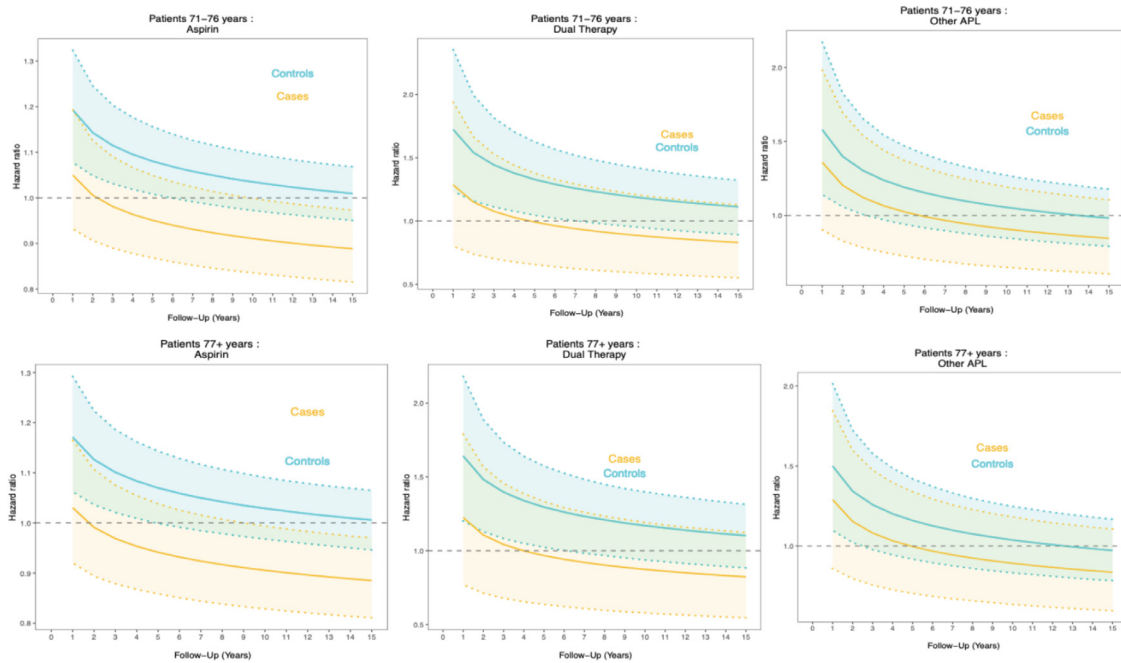 Patients 71−76 years :
Aspirin
Hazard ratio
1.3
1.2
1.1
1.0
0.9
0.8
Controls
Cases
0 1 2 3 4 5 6 7 8 9 10 11 12 13 14 15
Follow−Up (Years)
Patients 71−76 years :
Dual Therapy
Hazard ratio
2.0
1.5
1.0
0.5
Cases
Controls
0 1 2 3 4 5 6 7 8 9 10 11 12 13 14 15
Follow−Up (Years)
Patients 71−76 years :
Other APL
Hazard ratio
2.0
1.5
1.0
Cases
Controls
0 1 2 3 4 5 6 7 8 9 10 11 12 13 14 15
Follow−Up (Years)
Patients 77+ years :
Aspirin
Hazard ratio
1.3
1.2
1.1
1.0
0.9
0.8
Cases
Controls
0 1 2 3 4 5 6 7 8 9 10 11 12 13 14 15
Follow−Up (Years)
Patients 77+ years :
Dual Therapy
Hazard ratio
2.0
1.5
1.0
0.5
Cases
Controls
0 1 2 3 4 5 6 7 8 9 10 11 12 13 14 15
Follow−Up (Years)
Patients 77+ years :
Other APL
Hazard ratio
2.0
1.5
1.0
Cases
Controls
0 1 2 3 4 5 6 7 8 9 10 11 12 13 14 15
Follow−Up (Years)